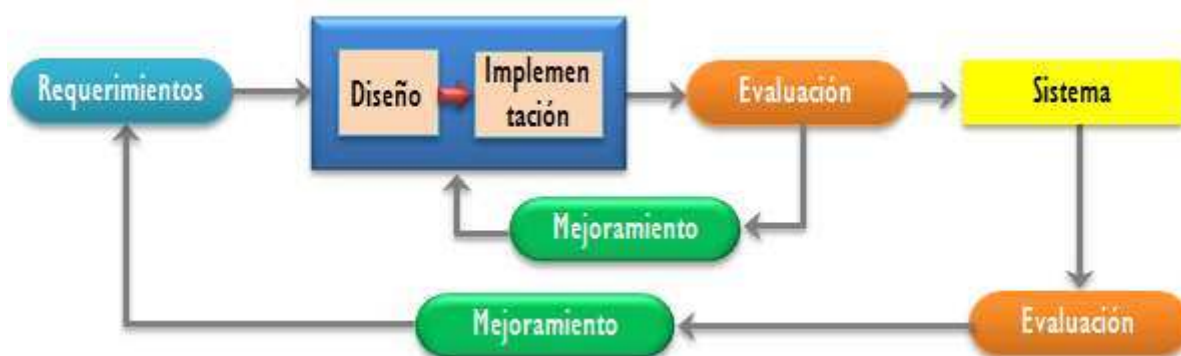 Requerimientos
Diseño
Implemen
tación
Evaluación
Sistema
Mejoramiento
Mejoramiento
Evaluación